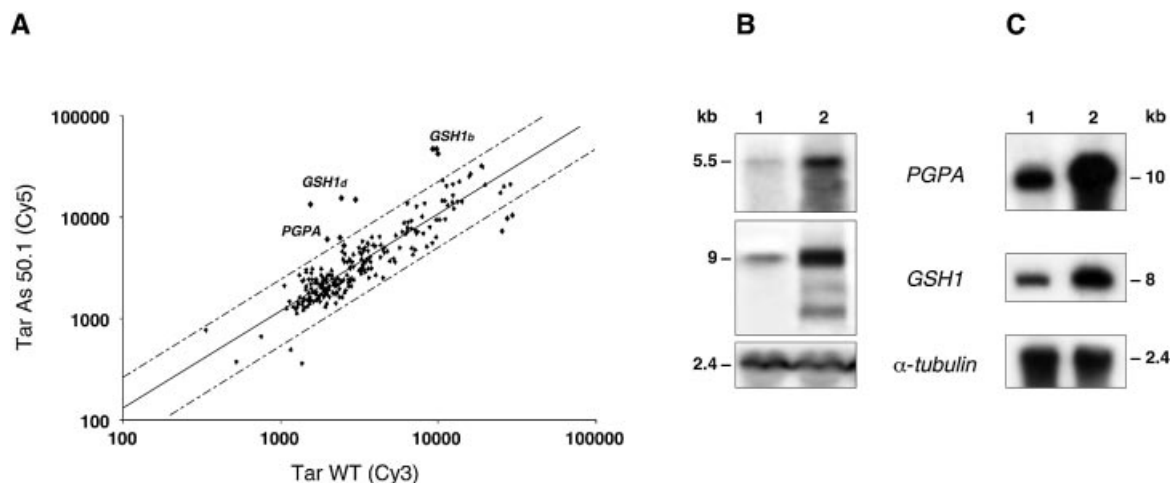 A
B
C
100000
10000
1000
100
100
1000
10000
100000
Tar As 50.1 (Cy5)
Tar WT (Cy3)
GSH1b
GSH1d
PGPA
kb
1 2
5.5
9
2.4
PGPA
GSH1
α-tubulin
1 2
kb
10
8
2.4